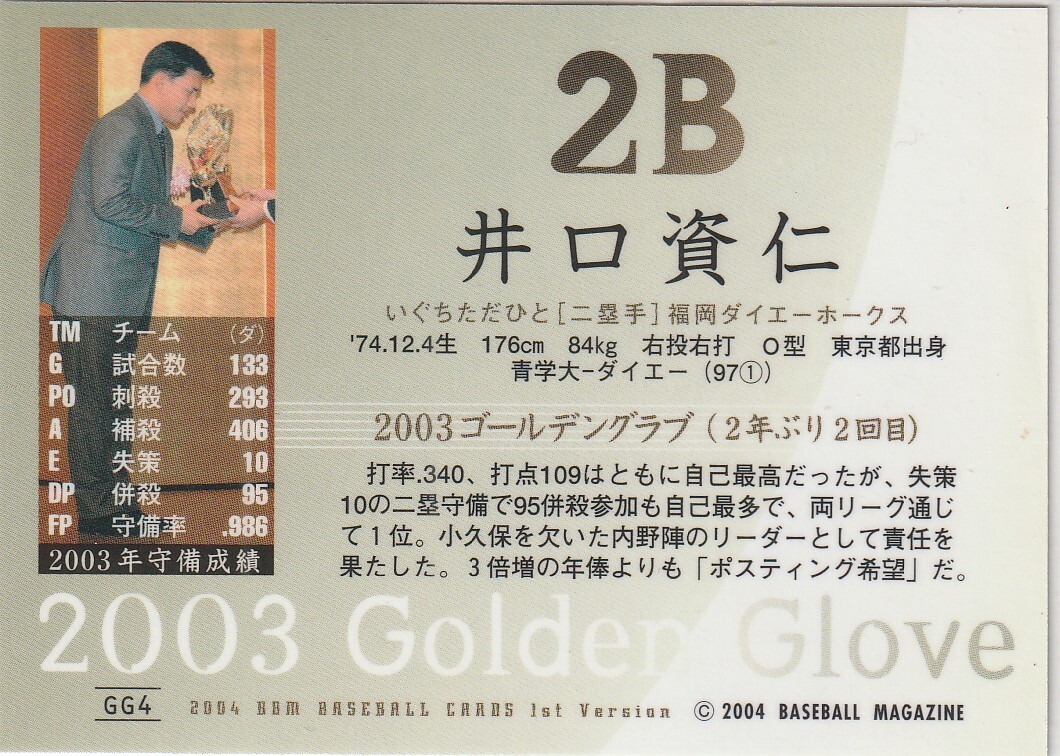 2B
井口資仁
いぐちただひと[二塁手]福岡ダイエーホークス
'74.12.4生 176cm 84kg 右投右打 O型 東京都出身
青学大-ダイエー(97①)
TM チーム (ダ)
G 試合数 133
PO 刺殺 293
A 補殺 406
E 失策 10
DP 併殺 95
FP 守備率 .986
2003年守備成績
2003ゴールデングラブ(2年ぶり2回目)
打率.340、打点109はともに自己最高だったが、失策
10の二塁守備で95併殺参加も自己最多で、両リーグ通じ
て1位。小久保を欠いた内野陣のリーダーとして責任を
果たした。3倍増の年俸よりも「ポスティング希望」だ。
2003 Golden Glove
GG4 2004 BBM BASEBALL CARDS 1st Version © 2004 BASEBALL MAGAZINE